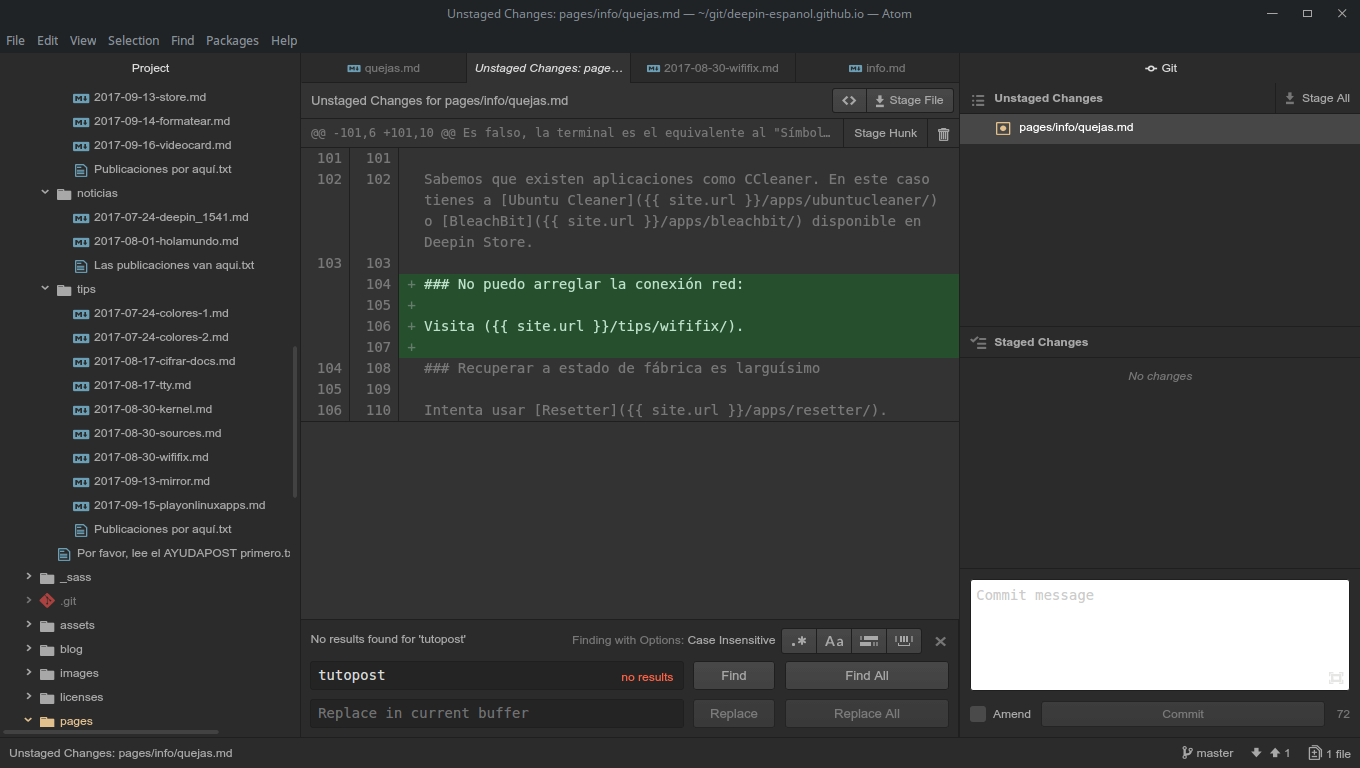 Unstaged Changes: pages/info/quejas.md — ~/git/deepin-espanol.github.io — Atom
File Edit View Selection Find Packages Help
Project
2017-09-13-store.md
2017-09-14-formatear.md
2017-09-16-videocard.md
Publicaciones por aquí.txt
noticias
2017-07-24-deepin_1541.md
2017-08-01-holamundo.md
Las publicaciones van aqui.txt
tips
2017-07-24-colores-1.md
2017-07-24-colores-2.md
2017-08-17-cifrar-docs.md
2017-08-17-tty.md
2017-08-30-kernel.md
2017-08-30-sources.md
2017-08-30-wififix.md
2017-09-13-mirror.md
2017-09-15-playonlinuxapps.md
Publicaciones por aquí.txt
Por favor, lee el AYUDAPOST primero.t
_sass
.git
assets
blog
images
licenses
pages
quejas.md
Unstaged Changes: page…
2017-08-30-wififix.md
info.md
Unstaged Changes for pages/info/quejas.md
Stage File
@@ -101,6 +101,10 @@ Es falso, la terminal es el equivalente al "Símbol…
Stage Hunk
101 101
102 102 Sabemos que existen aplicaciones como CCleaner. En este caso
tienes a [Ubuntu Cleaner]({{ site.url }}/apps/ubuntucleaner/)
o [BleachBit]({{ site.url }}/apps/bleachbit/) disponible en
Deepin Store.
103 103
104 + ### No puedo arreglar la conexión red:
105 +
106 + Visita ({{ site.url }}/tips/wififix/).
107 +
104 108 ### Recuperar a estado de fábrica es larguísimo
105 109
106 110 Intenta usar [Resetter]({{ site.url }}/apps/resetter/).
No results found for 'tutopost'
Finding with Options: Case Insensitive
.* Aa
tutopost
no results
Find
Find All
Replace in current buffer
Replace
Replace All
Git
Unstaged Changes
Stage All
pages/info/quejas.md
Staged Changes
No changes
Commit message
Amend
Commit
72
Unstaged Changes: pages/info/quejas.md
master
1
1 file